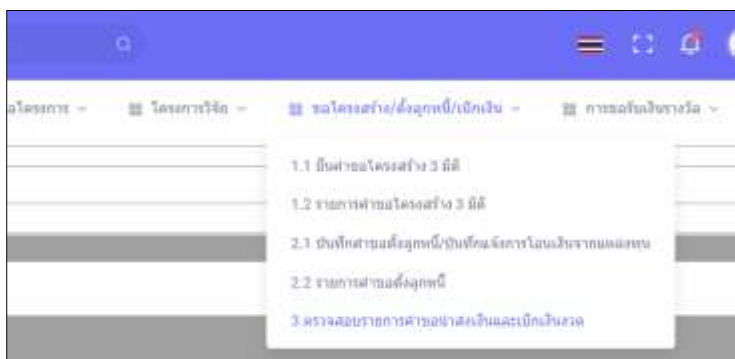 อโครงการ
โครงการวิจัย
ขอโครงสร้าง/ตั้งลูกหนี้/เบิกเงิน
การขอรับเงินรางวัล
1.1 ยื่นคำขอโครงสร้าง 3 มิติ
1.2 รายการคำขอโครงสร้าง 3 มิติ
2.1 บันทึกคำขอตั้งลูกหนี้/บันทึกแจ้งการโอนเงินจากแหล่งทุน
2.2 รายการคำขอตั้งลูกหนี้
3.ตรวจสอบรายการคำขอนำส่งเงินและเบิกเงินงวด